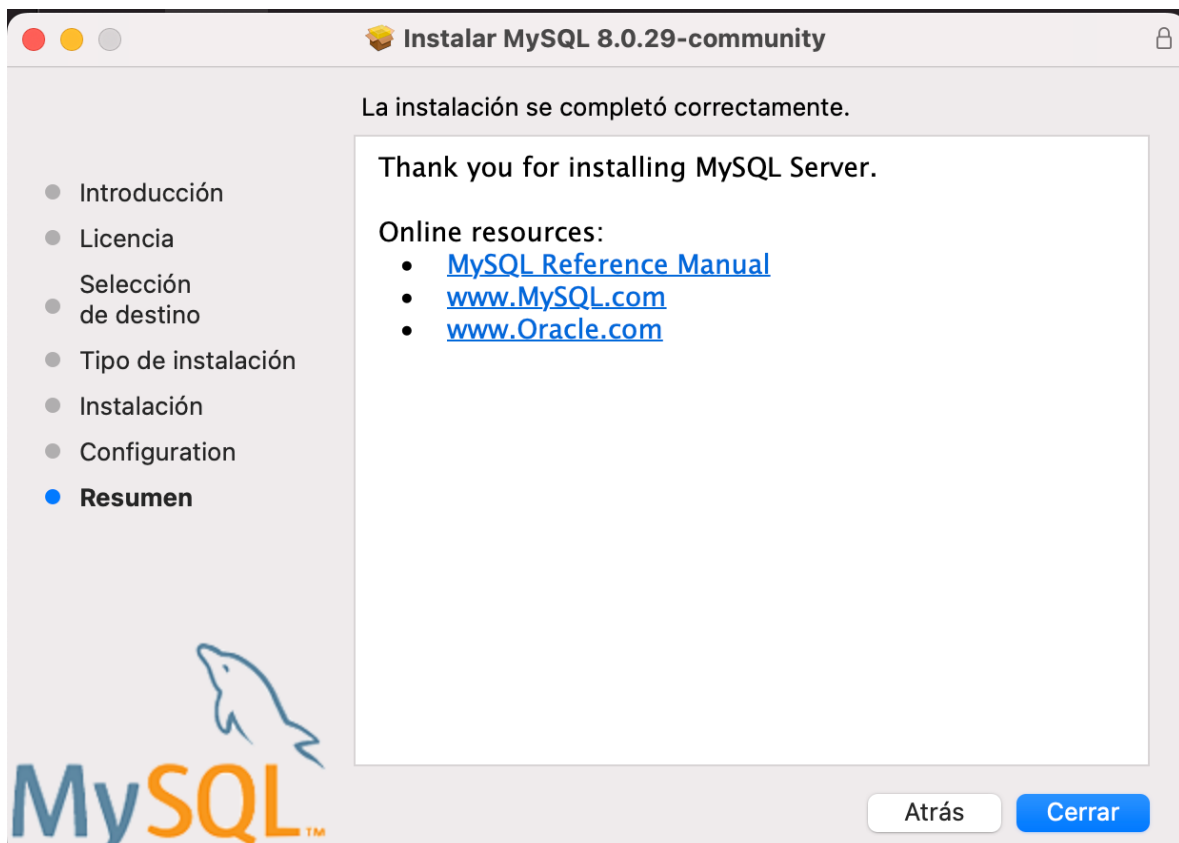 Instalar MySQL 8.0.29-community
La instalación se completó correctamente.
Introducción
Licencia
Selección
de destino
Tipo de instalación
Instalación
Configuration
Resumen
Thank you for installing MySQL Server.
Online resources:
• MySQL Reference Manual
• www.MySQL.com
• www.Oracle.com
MySQL™
Atrás
Cerrar